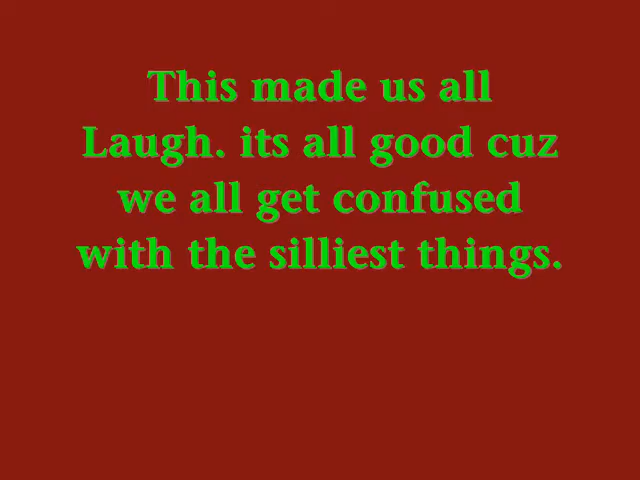 This made us all
Laugh. its all good cuz
we all get confused
with the silliest things.